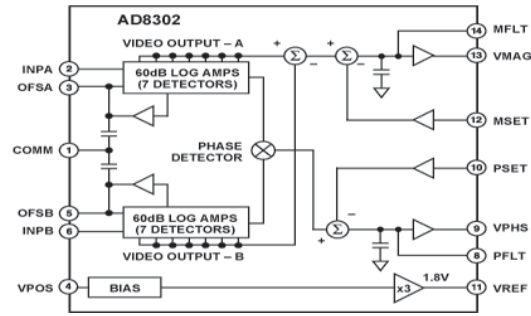 AD8302
VIDEO OUTPUT – A
+
Σ
–
+
Σ
–
14 MFLT
13 VMAG
INPA 2
OFSA 3
60dB LOG AMPS
(7 DETECTORS)
12 MSET
COMM 1
PHASE
DETECTOR
10 PSET
–
+
Σ
OFSB 5
INPB 6
60dB LOG AMPS
(7 DETECTORS)
9 VPHS
8 PFLT
VIDEO OUTPUT – B
VPOS 4
BIAS
x3
1.8V
11 VREF